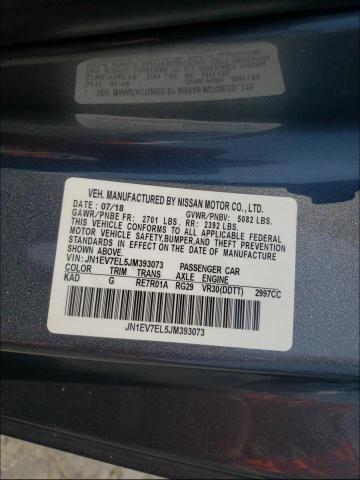 VEH. MANUFACTURED BY NISSAN MOTOR CO., LTD.
DATE: 07/18 GVWR/PNBV: 5082 LBS.
GAWR/PNBE FR: 2701 LBS. RR: 2392 LBS.
THIS VEHICLE CONFORMS TO ALL APPLICABLE FEDERAL
MOTOR VEHICLE SAFETY, BUMPER, AND THEFT PREVENTION
STANDARDS IN EFFECT ON THE DATE OF
MANUFACTURE SHOWN ABOVE.
VIN: JN1EV7EL5JM393073 PASSENGER CAR
COLOR TRIM TRANS AXLE ENGINE
KAD G RE7R01A RG29 VR30(DDTT) 2997CC
JN1EV7EL5JM393073